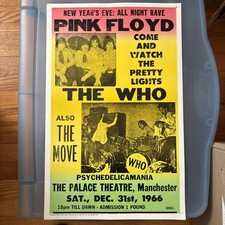 NEW YEAR'S EVE: ALL NIGHT RAVE
PINK FLOYD
COME
AND
WATCH
THE
PRETTY
LIGHTS
THE WHO
ALSO
THE
MOVE
WHO
PSYCHEDELICAMANIA
THE PALACE THEATRE, Manchester
SAT., DEC. 31st, 1966
10pm TILL DAWN - ADMISSION 1 POUND